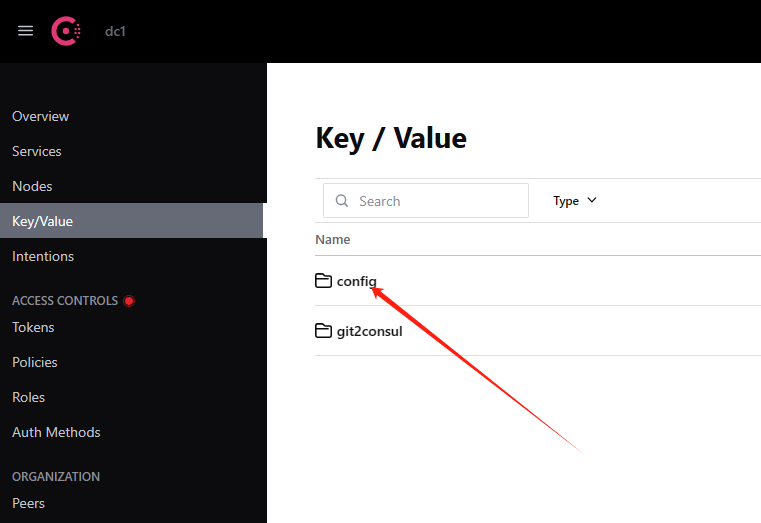 dc1
Overview
Services
Nodes
Key/Value
Intentions
ACCESS CONTROLS
Tokens
Policies
Roles
Auth Methods
ORGANIZATION
Peers
Key / Value
Search
Type
Name
config
git2consul